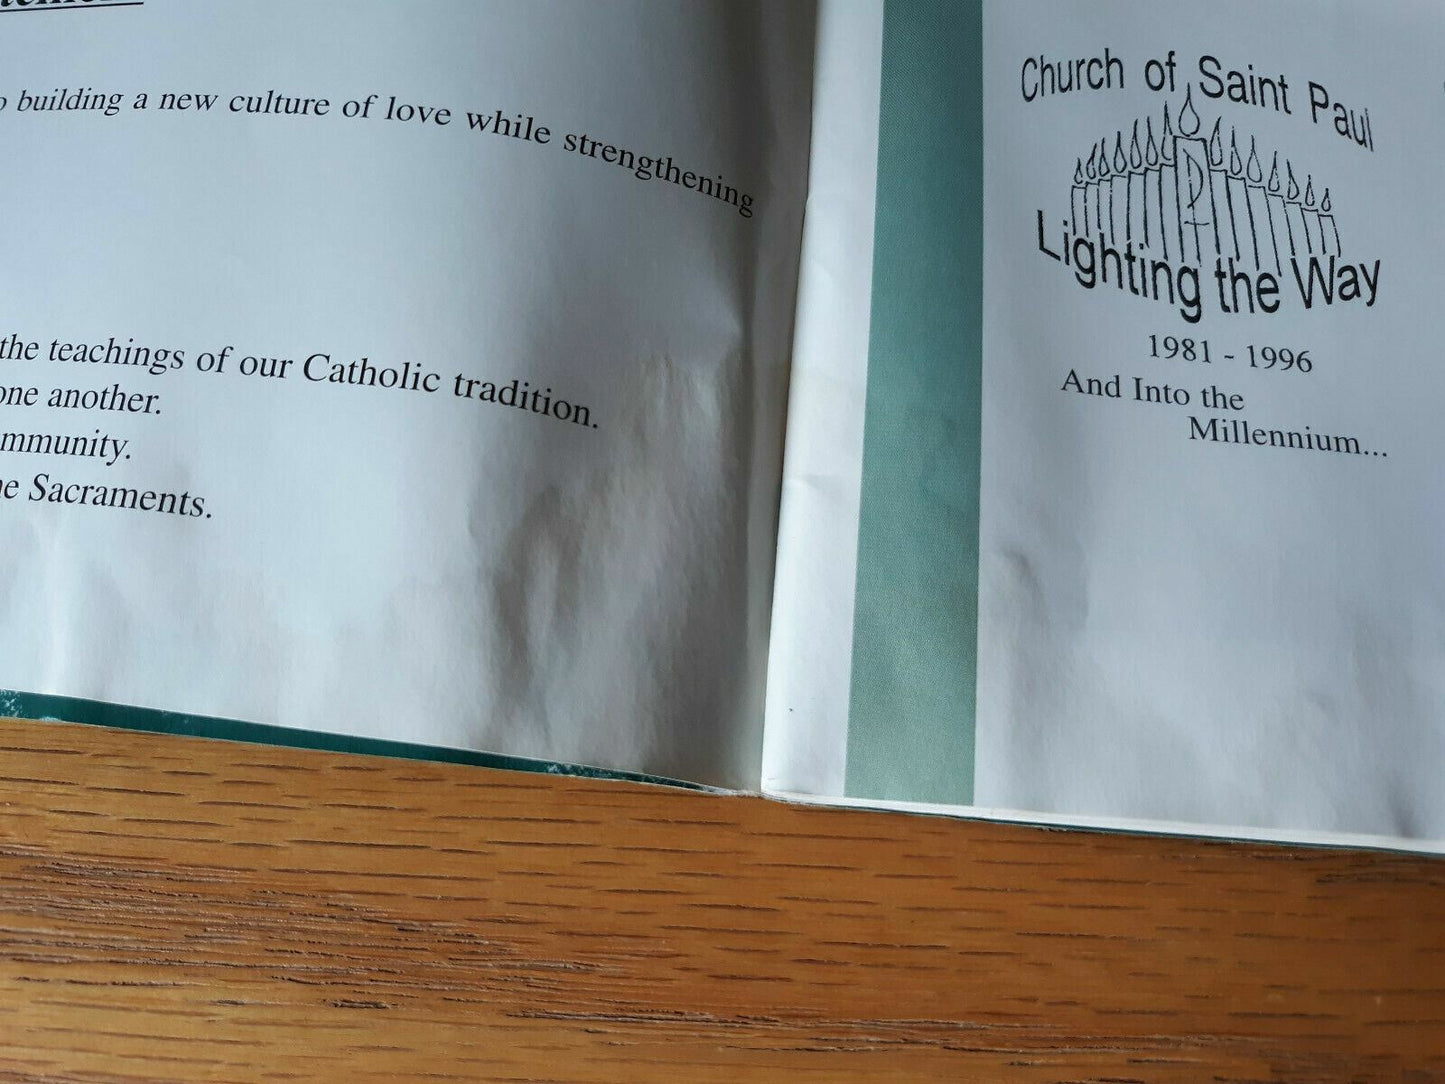 building a new culture of love while strengthening
the teachings of our Catholic tradition.
one another.
mmunity.
Sacraments.
Church of Saint Paul
Lighting the Way
1981 - 1996
And Into the
Millennium...